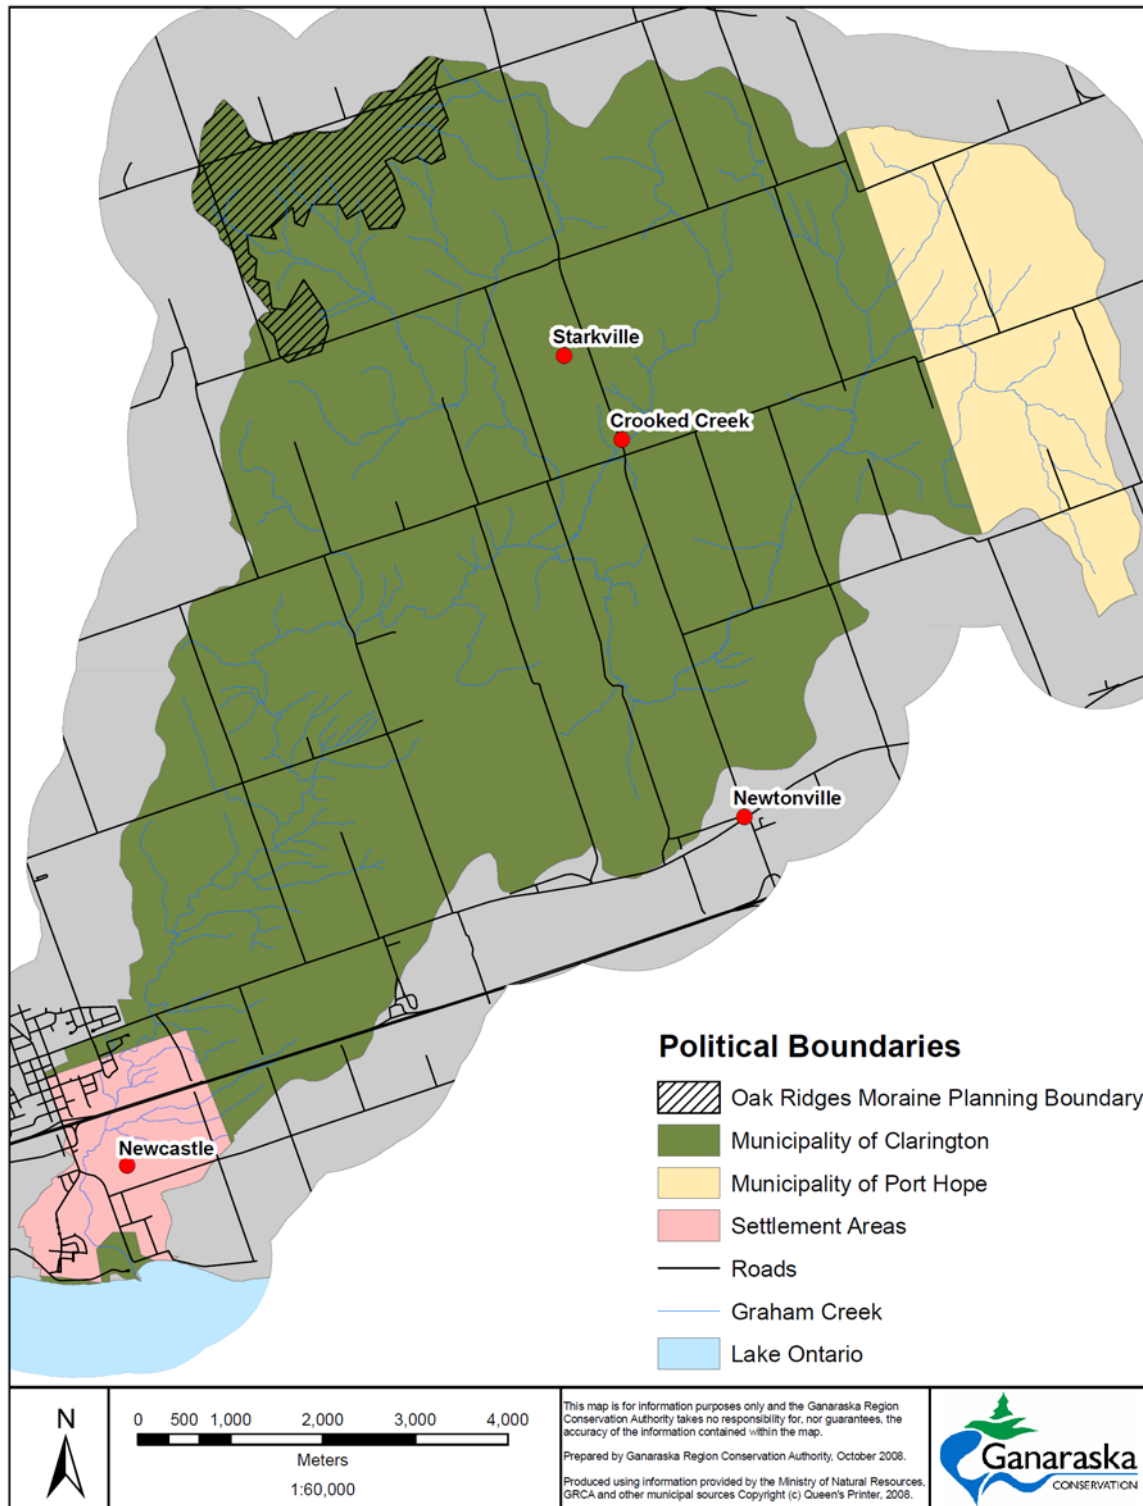 Starkville
Crooked Creek
Newtonville
Newcastle
Political Boundaries
Oak Ridges Moraine Planning Boundary
Municipality of Clarington
Municipality of Port Hope
Settlement Areas
Roads
Graham Creek
Lake Ontario
N
0 500 1,000 2,000 3,000 4,000
Meters
1:60,000
This map is for information purposes only and the Ganaraska Region
Conservation Authority takes no responsibility for, nor guarantees, the
accuracy of the information contained within the map.
Prepared by Ganaraska Region Conservation Authority, October 2008.
Produced using information provided by the Ministry of Natural Resources,
GRCA and other municipal sources Copyright (c) Queen's Printer, 2008.
Ganaraska
CONSERVATION